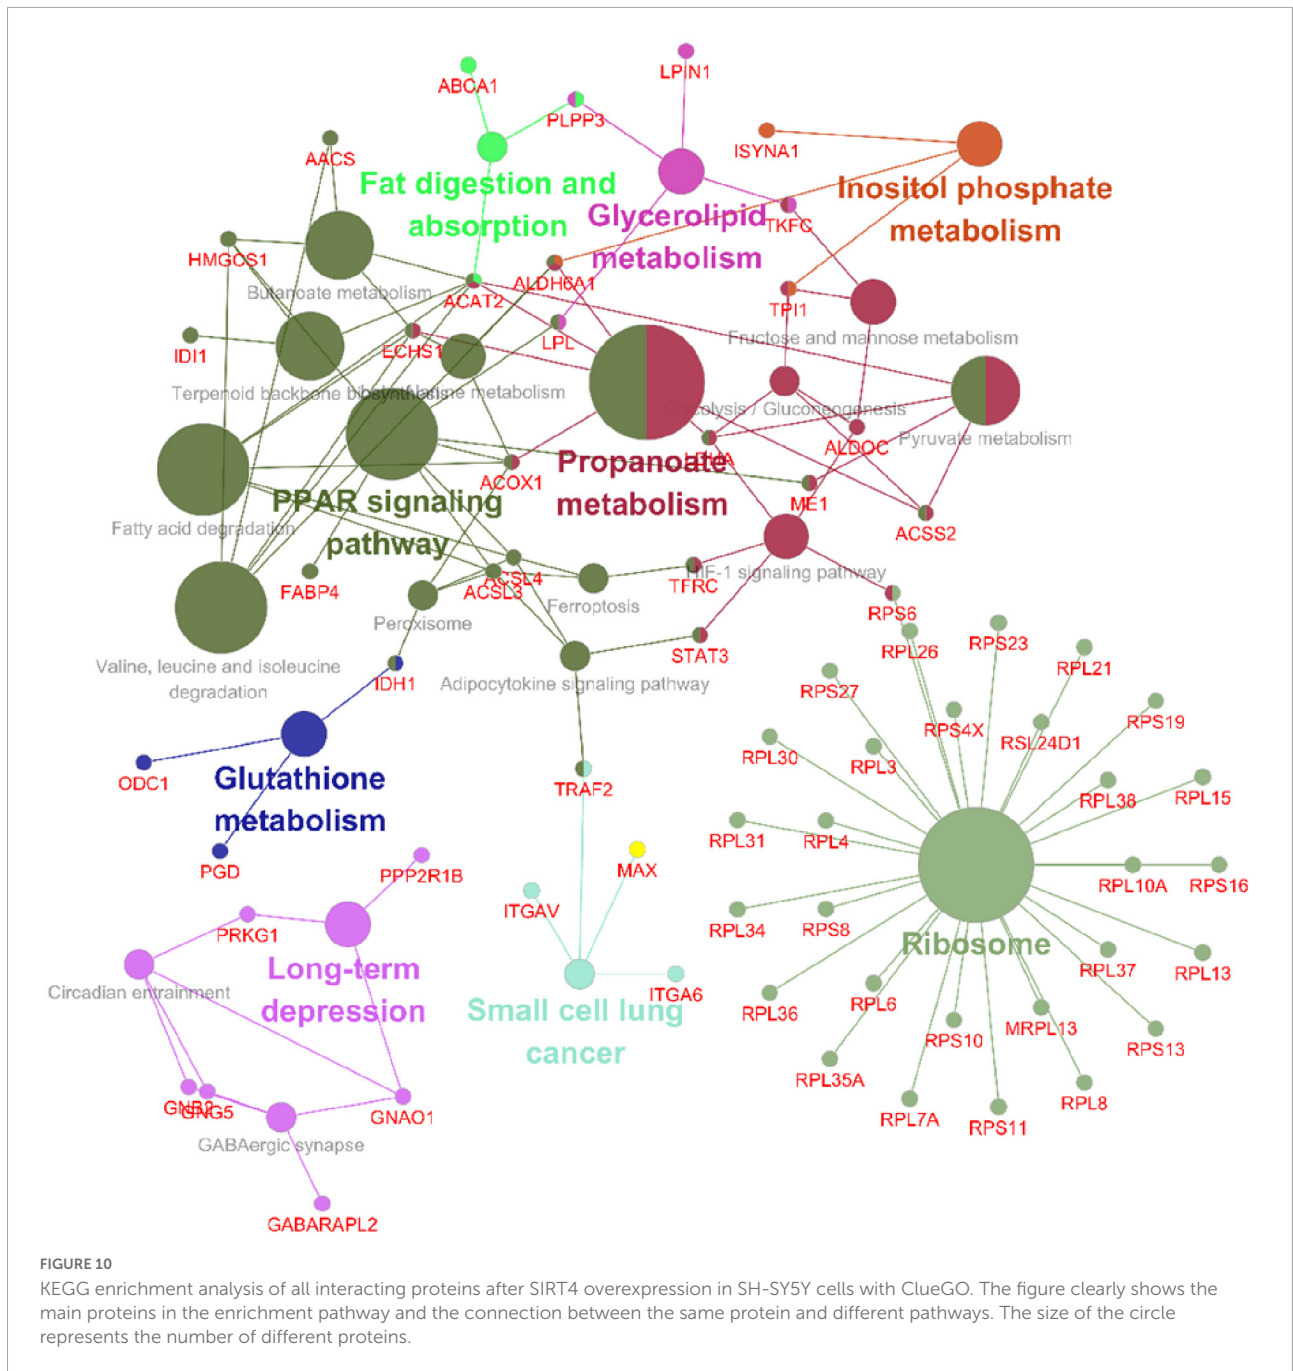 ABCA1
LPIN1
PLPP3
ISYNA1
AACS
Fat digestion and
absorption
Glycerolipid
metabolism
TKFC
Inositol phosphate
metabolism
HMGCS1
Butanoate metabolism
ACAT2
ALDH6A1
TPI1
IDI1
ECHS1
LPL
Fructose and mannose metabolism
Terpenoid backbone biosynthesis
metabolism
Glycolysis / Gluconeogenesis
Pyruvate metabolism
LDHA
ALDOC
Propanoate
metabolism
ACOX1
ME1
ACSS2
PPAR signaling
pathway
Fatty acid degradation
FABP4
ACSL4
ACSL3
TFRC
HIF-1 signaling pathway
Ferroptosis
RPS6
Peroxisome
STAT3
Valine, leucine and isoleucine
degradation
IDH1
Adipocytokine signaling pathway
RPL26
RPS23
RPL21
RPS27
RPS4X
RSL24D1
RPS19
RPL30
RPL3
ODC1
Glutathione
metabolism
TRAF2
RPL38
RPL15
RPL31
RPL4
PGD
PPP2R1B
MAX
RPL10A
RPS16
ITGAV
PRKG1
RPL34
RPS8
Ribosome
Long-term
depression
Circadian entrainment
ITGA6
RPL37
RPL13
Small cell lung
cancer
RPL36
RPL6
RPS10
MRPL13
RPS13
RPL35A
GNB2
GNG5
GNAO1
RPL7A
RPS11
RPL8
GABAergic synapse
GABARAPL2
FIGURE 10
KEGG enrichment analysis of all interacting proteins after SIRT4 overexpression in SH-SY5Y cells with ClueGO. The figure clearly shows the
main proteins in the enrichment pathway and the connection between the same protein and different pathways. The size of the circle
represents the number of different proteins.